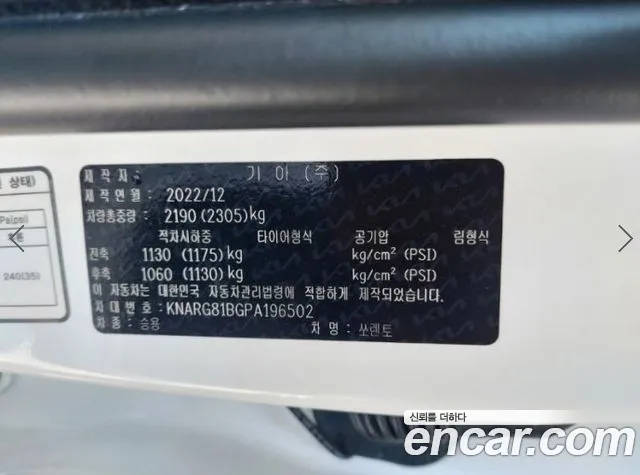 상태)
240(35)
제작자: 기아(주)
제작연월: 2022/12
차량총중량: 2190(2305)kg
적차시하중 타이어형식 공기압 림형식
전축 1130(1175)kg kg/cm² (PSI)
후축 1060(1130)kg kg/cm² (PSI)
이 자동차는 대한민국 자동차관리법령에 적합하게 제작되었습니다.
차대번호: KNARG81BGPA196502
차종: 승용 차명: 쏘렌토
신뢰를 더하다
encar.com